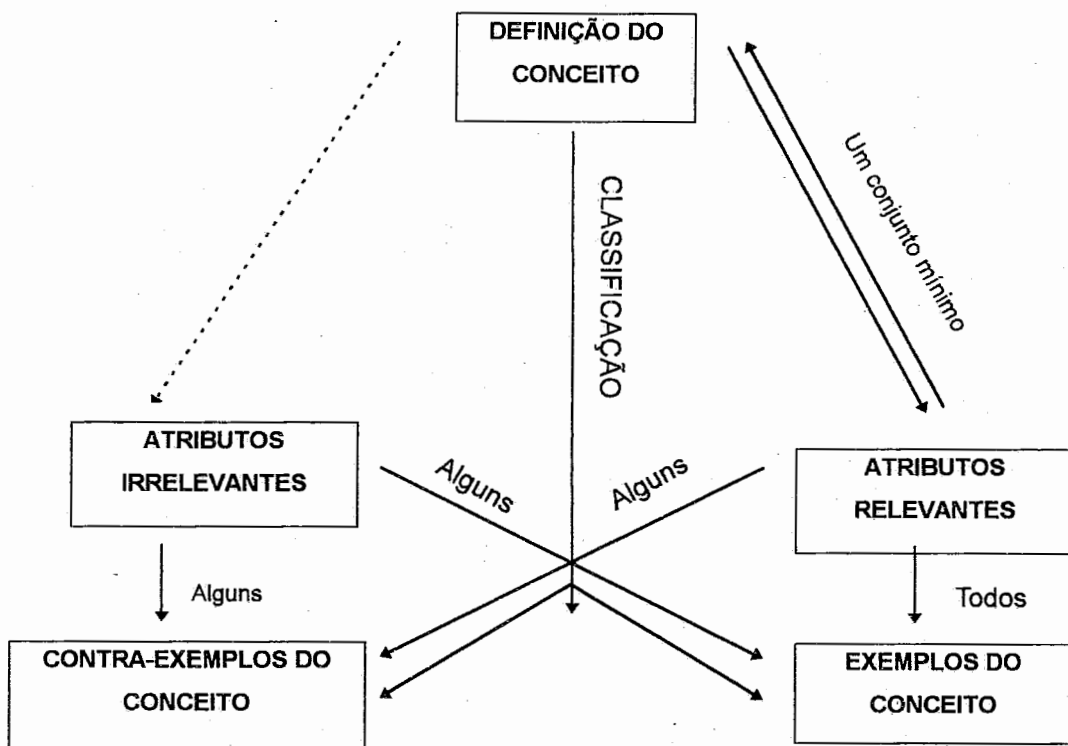 DEFINIÇÃO DO
CONCEITO
Um conjunto mínimo
CLASSIFICAÇÃO
ATRIBUTOS
IRRELEVANTES
Alguns
Alguns
ATRIBUTOS
RELEVANTES
Alguns
Todos
CONTRA-EXEMPLOS DO
CONCEITO
EXEMPLOS DO
CONCEITO